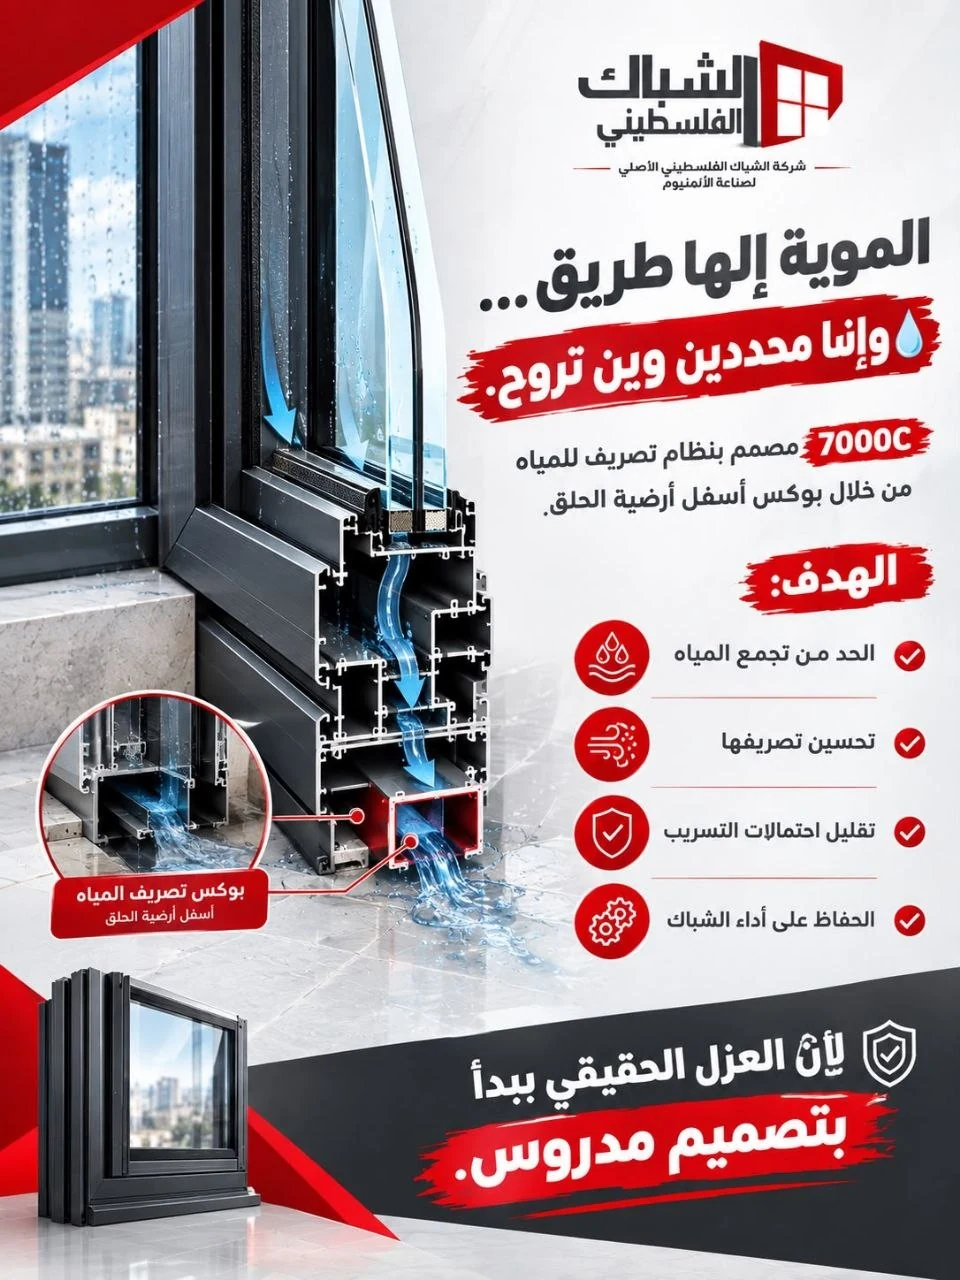 الشباك
الفلسطيني
شركة الشباك الفلسطيني الأصلي
لصناعة الألمنيوم
الموية إلها طريق ...
وإننا محددين وين تروح.
7000C مصمم بنظام تصريف للمياه
من خلال بوكس أسفل أرضية الحلق.
الهدف:
الحد من تجمع المياه
تحسين تصريفها
تقليل احتمالات التسريب
الحفاظ على أداء الشباك
بوكس تصريف المياه
أسفل أرضية الحلق
لأن العزل الحقيقي ببدأ
بتصميم مدروس.